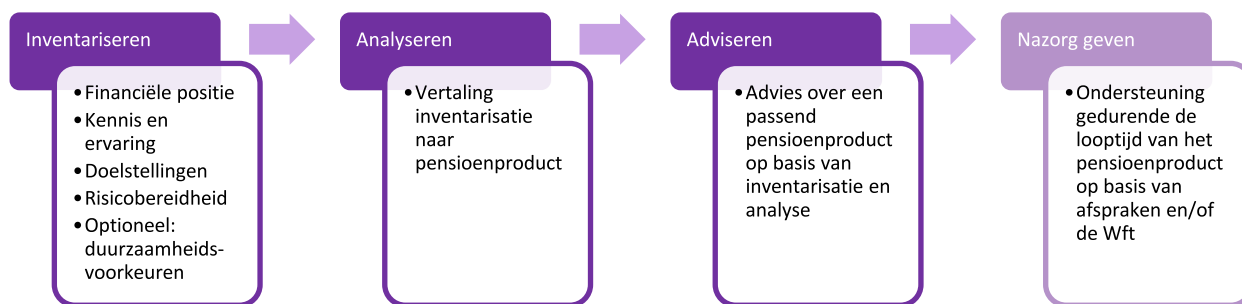 Inventariseren
• Financiële positie
• Kennis en
ervaring
• Doelstellingen
• Risicobereidheid
• Optioneel:
duurzaamheids-
voorkeuren
Analyseren
• Vertaling
inventarisatie
naar
pensioenproduct
Adviseren
• Advies over een
passend
pensioenproduct
op basis van
inventarisatie en
analyse
Nazorg geven
• Ondersteuning
gedurende de
looptijd van het
pensioenproduct
op basis van
afspraken en/of
de Wft